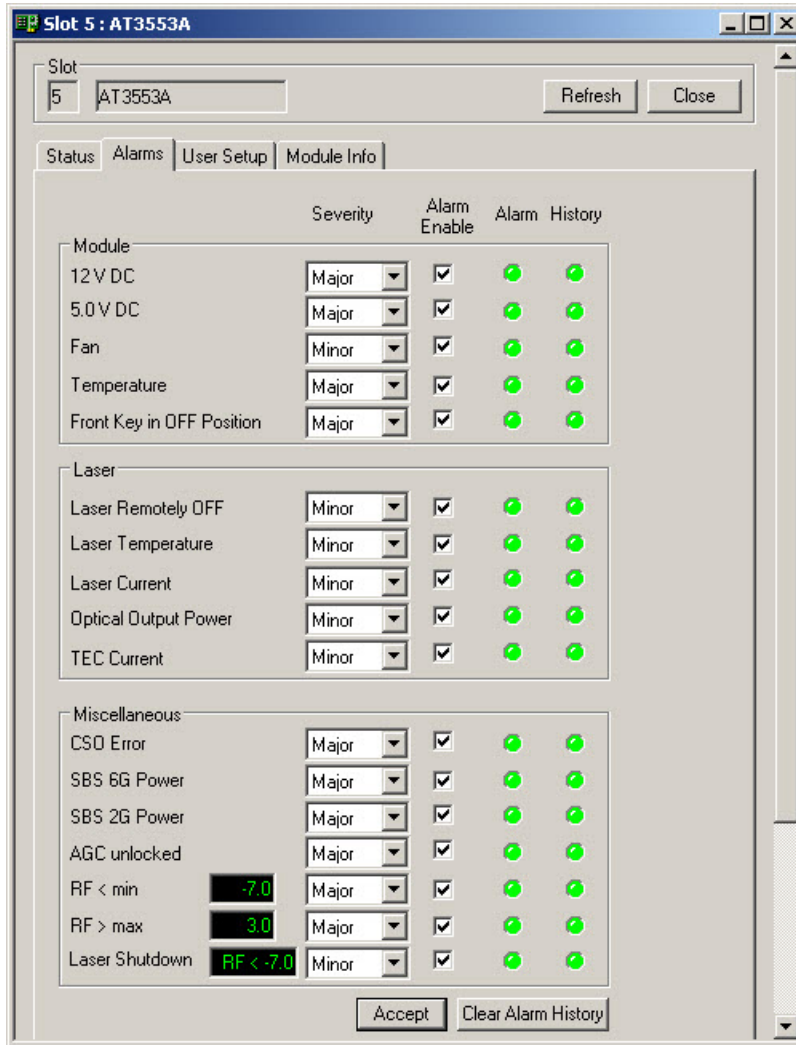 Slot 5 : AT3553A
Slot
5 AT3553A Refresh Close
Status Alarms User Setup Module Info
Severity Alarm Enable Alarm History
Module
12 V DC Major
5.0 V DC Major
Fan Minor
Temperature Major
Front Key in OFF Position Major
Laser
Laser Remotely OFF Minor
Laser Temperature Minor
Laser Current Minor
Optical Output Power Minor
TEC Current Minor
Miscellaneous
CSO Error Major
SBS 6G Power Major
SBS 2G Power Major
AGC unlocked Major
RF < min -7.0 Major
RF > max 3.0 Major
Laser Shutdown RF < -7.0 Minor
Accept Clear Alarm History